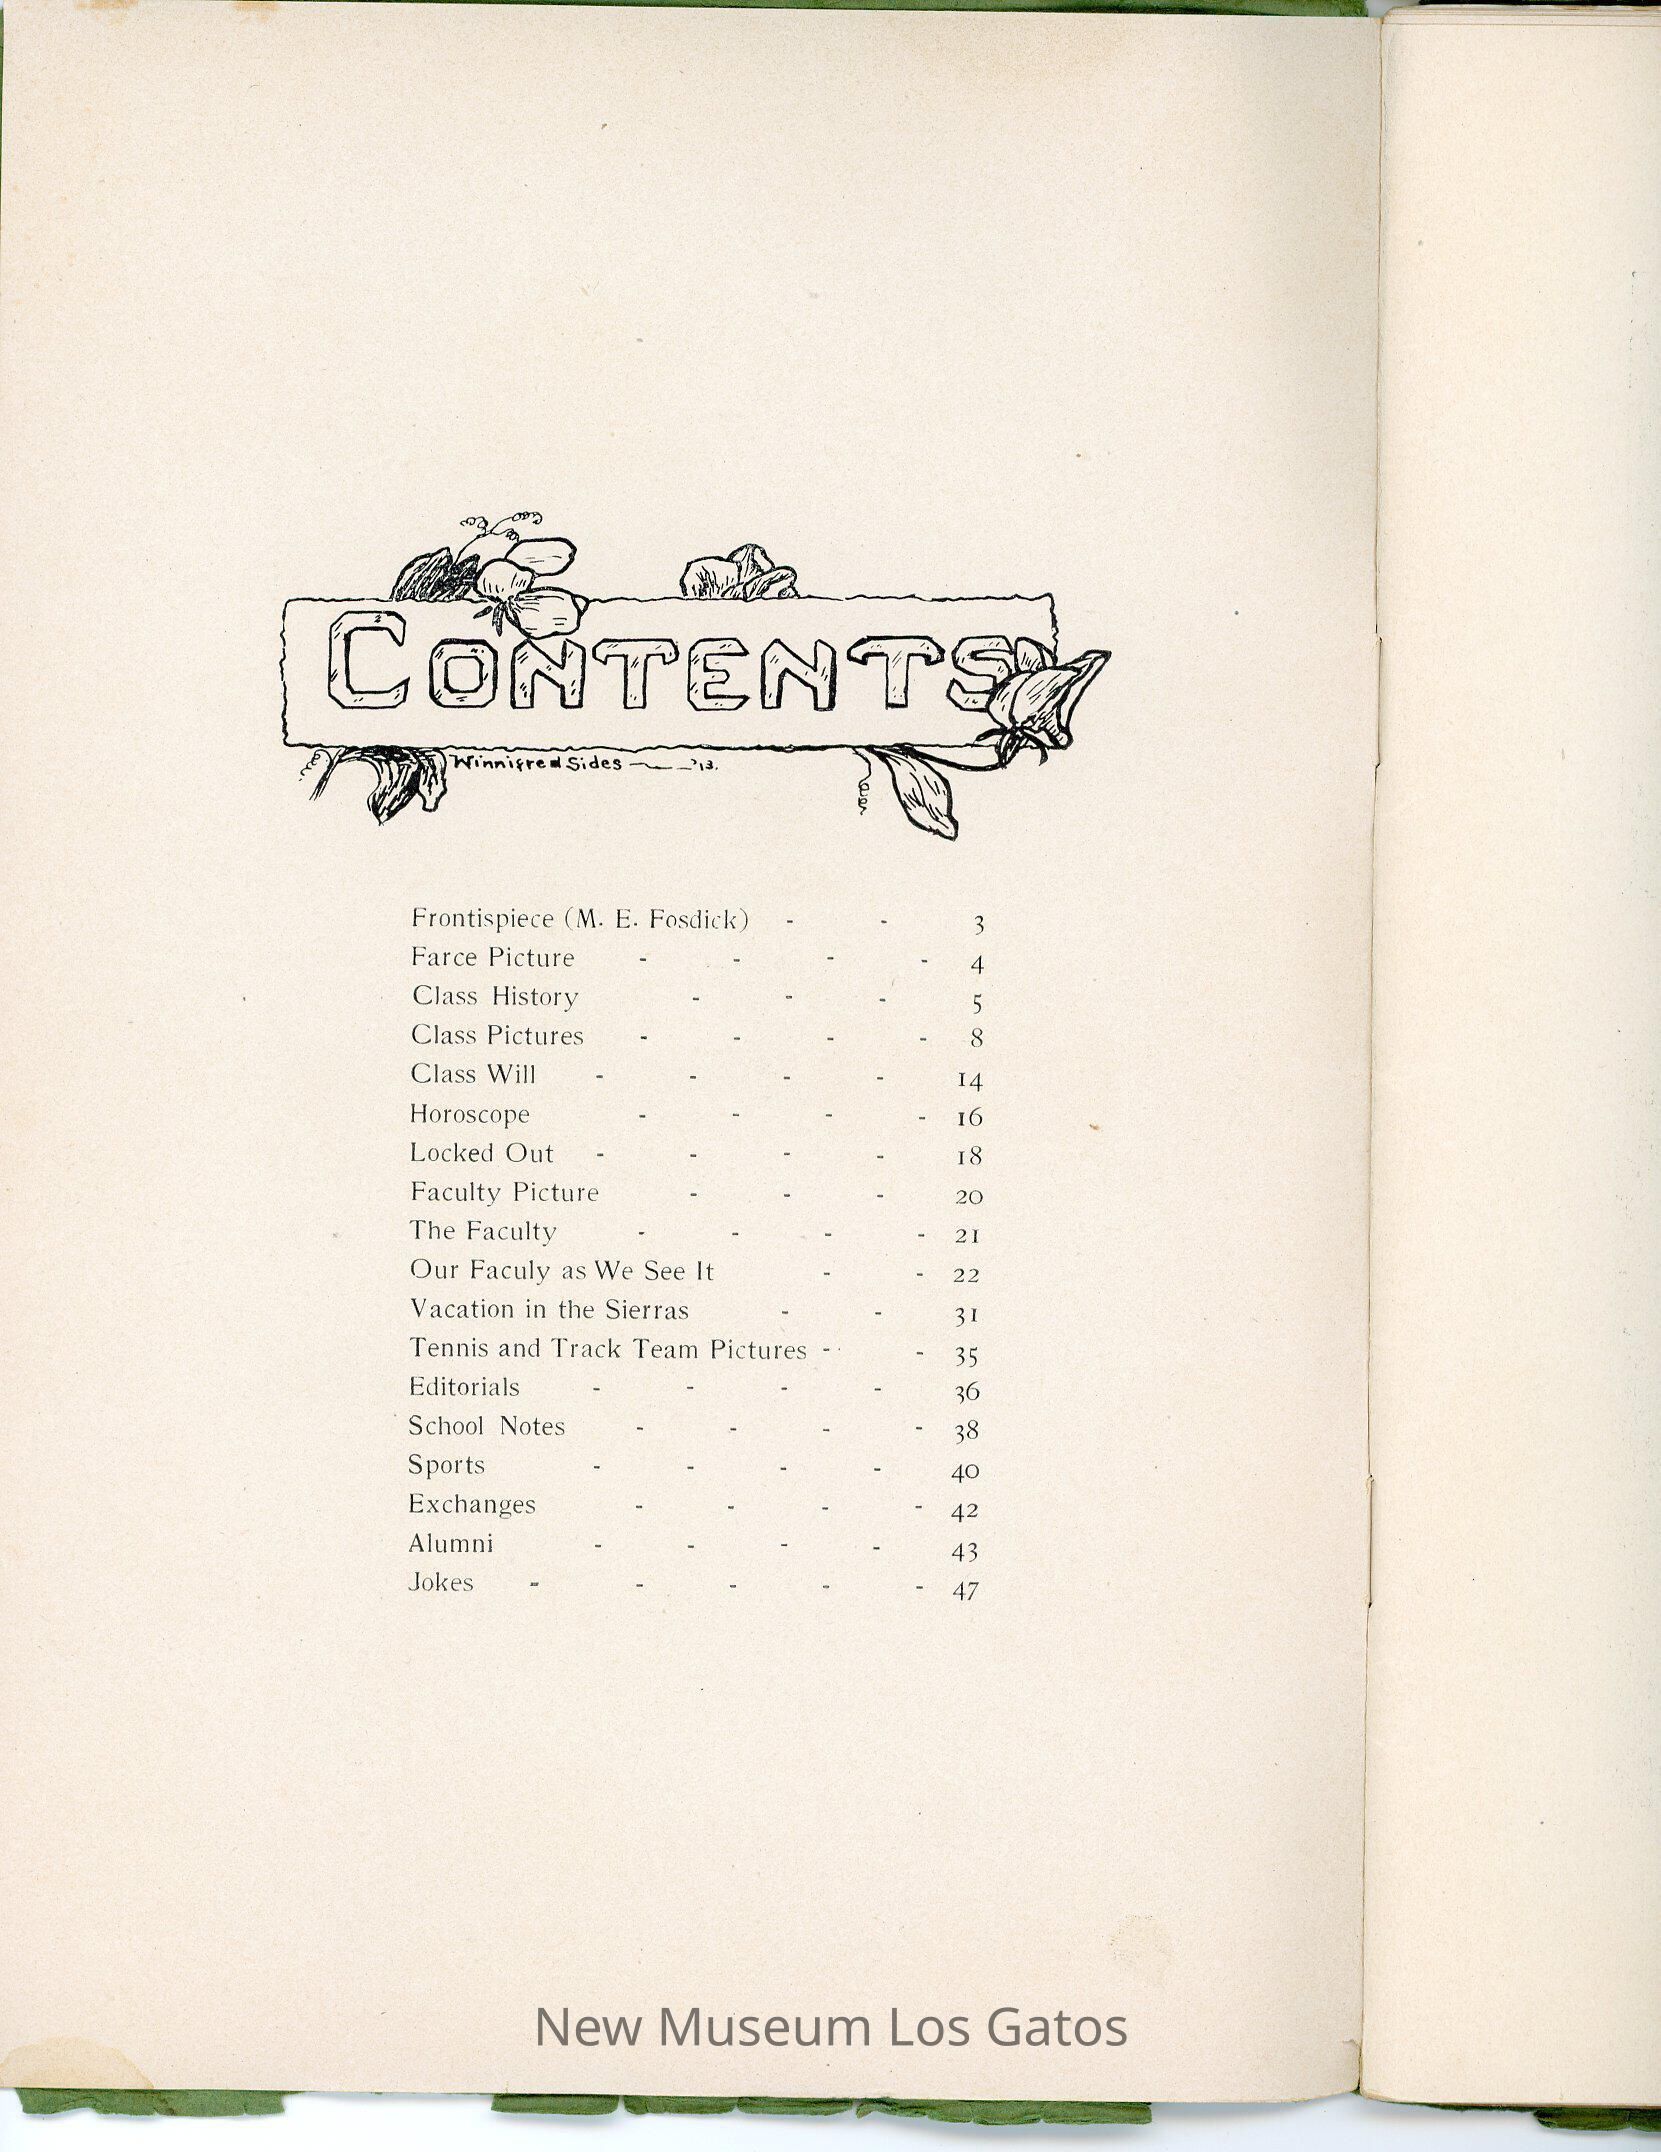 CONTENTS
Winnifred Sides — '13.
Frontispiece (M. E. Fosdick) - - 3
Farce Picture - - - - 4
Class History - - - 5
Class Pictures - - - - 8
Class Will - - - - 14
Horoscope - - - - 16
Locked Out - - - - 18
Faculty Picture - - - 20
The Faculty - - - - 21
Our Faculy as We See It - - 22
Vacation in the Sierras - - 31
Tennis and Track Team Pictures - - 35
Editorials - - - - 36
School Notes - - - - 38
Sports - - - - 40
Exchanges - - - - 42
Alumni - - - - 43
Jokes - - - - - 47
New Museum Los Gatos